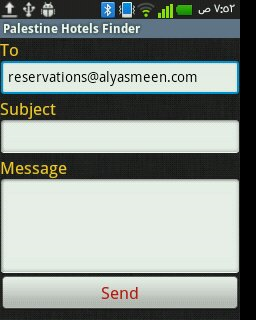 ٧:٥٢ ص
Palestine Hotels Finder
To
reservations@alyasmeen.com
Subject
Message
Send